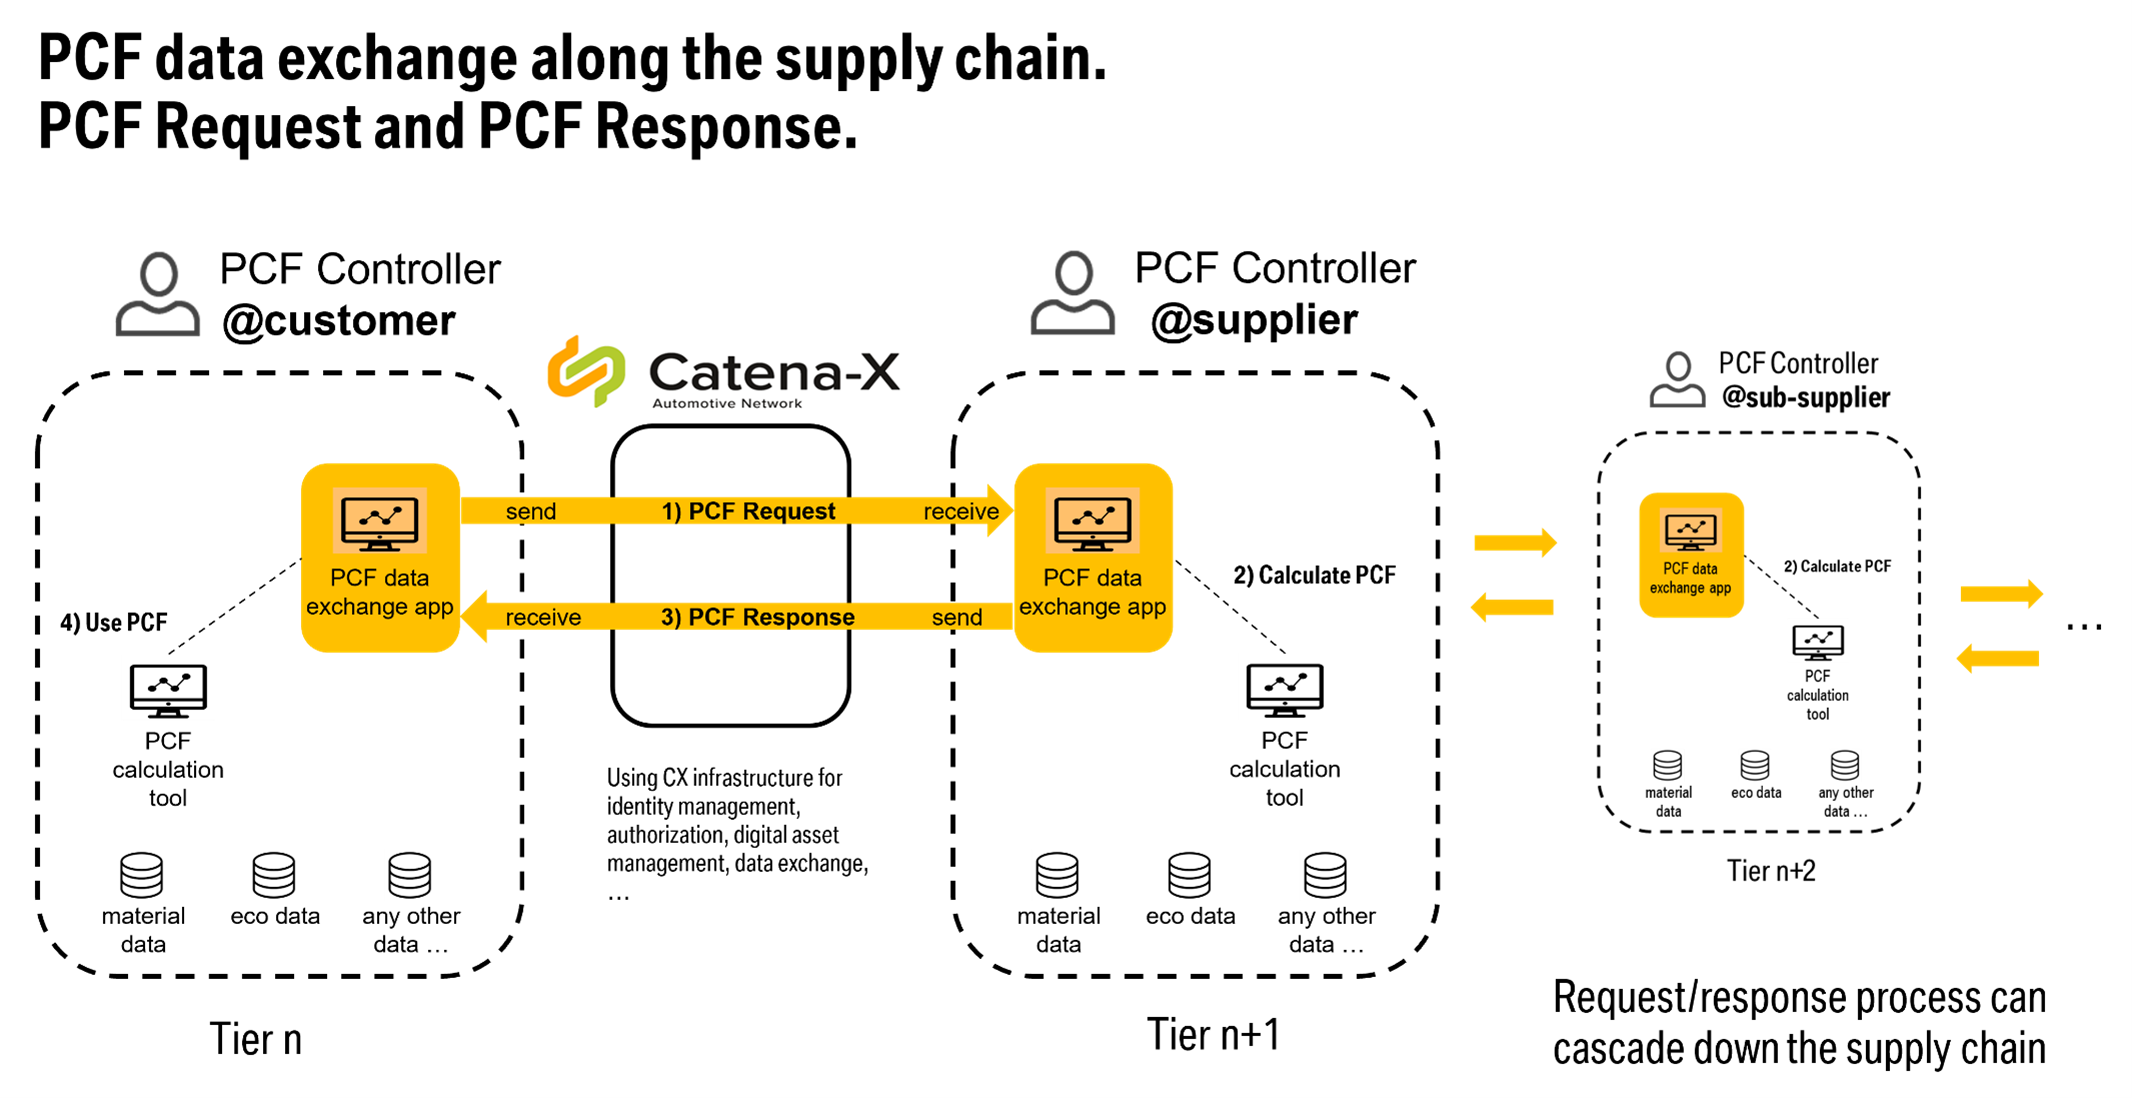 PCF data exchange along the supply chain.
PCF Request and PCF Response.
PCF Controller
@customer
PCF Controller
@supplier
PCF Controller
@sub-supplier
Catena-X
Automotive Network
send
1) PCF Request
receive
receive
3) PCF Response
send
PCF data
exchange app
4) Use PCF
PCF
calculation
tool
material
data
eco data
any other
data …
Tier n
Using CX infrastructure for
identity management,
authorization, digital asset
management, data exchange,
…
PCF data
exchange app
2) Calculate PCF
PCF
calculation
tool
material
data
eco data
any other
data …
Tier n+1
PCF data
exchange app
2) Calculate PCF
PCF
calculation
tool
material
data
eco data
any other
data …
Tier n+2
…
Request/response process can
cascade down the supply chain